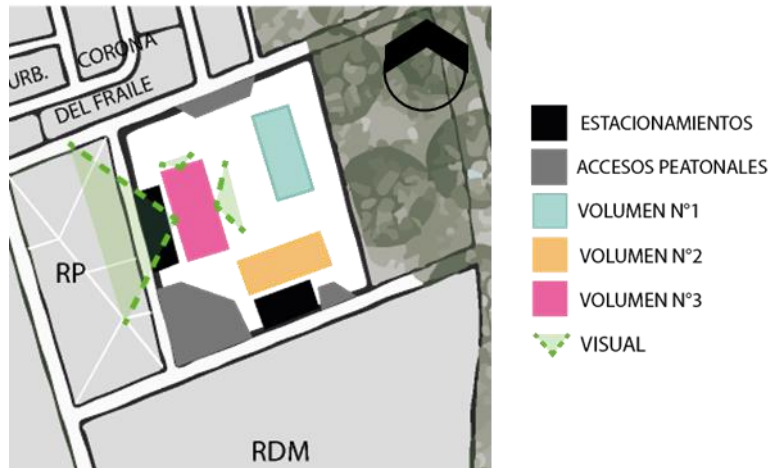 URB. CORONA
DEL FRAILE
RP
RDM
ESTACIONAMIENTOS
ACCESOS PEATONALES
VOLUMEN N°1
VOLUMEN N°2
VOLUMEN N°3
VISUAL